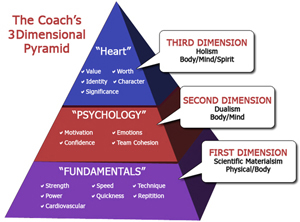 The Coach's
3Dimensional
Pyramid
"Heart"
✓ Value ✓ Worth
✓ Identity ✓ Character
✓ Significance
THIRD DIMENSION
Holism
Body/Mind/Spirit
"PSYCHOLOGY"
✓ Motivation ✓ Emotions
✓ Confidence ✓ Team Cohesion
SECOND DIMENSION
Dualism
Body/Mind
"FUNDAMENTALS"
✓ Strength ✓ Speed ✓ Technique
✓ Power ✓ Quickness ✓ Repitition
✓ Cardiovascular
FIRST DIMENSION
Scientific Materialsim
Physical/Body